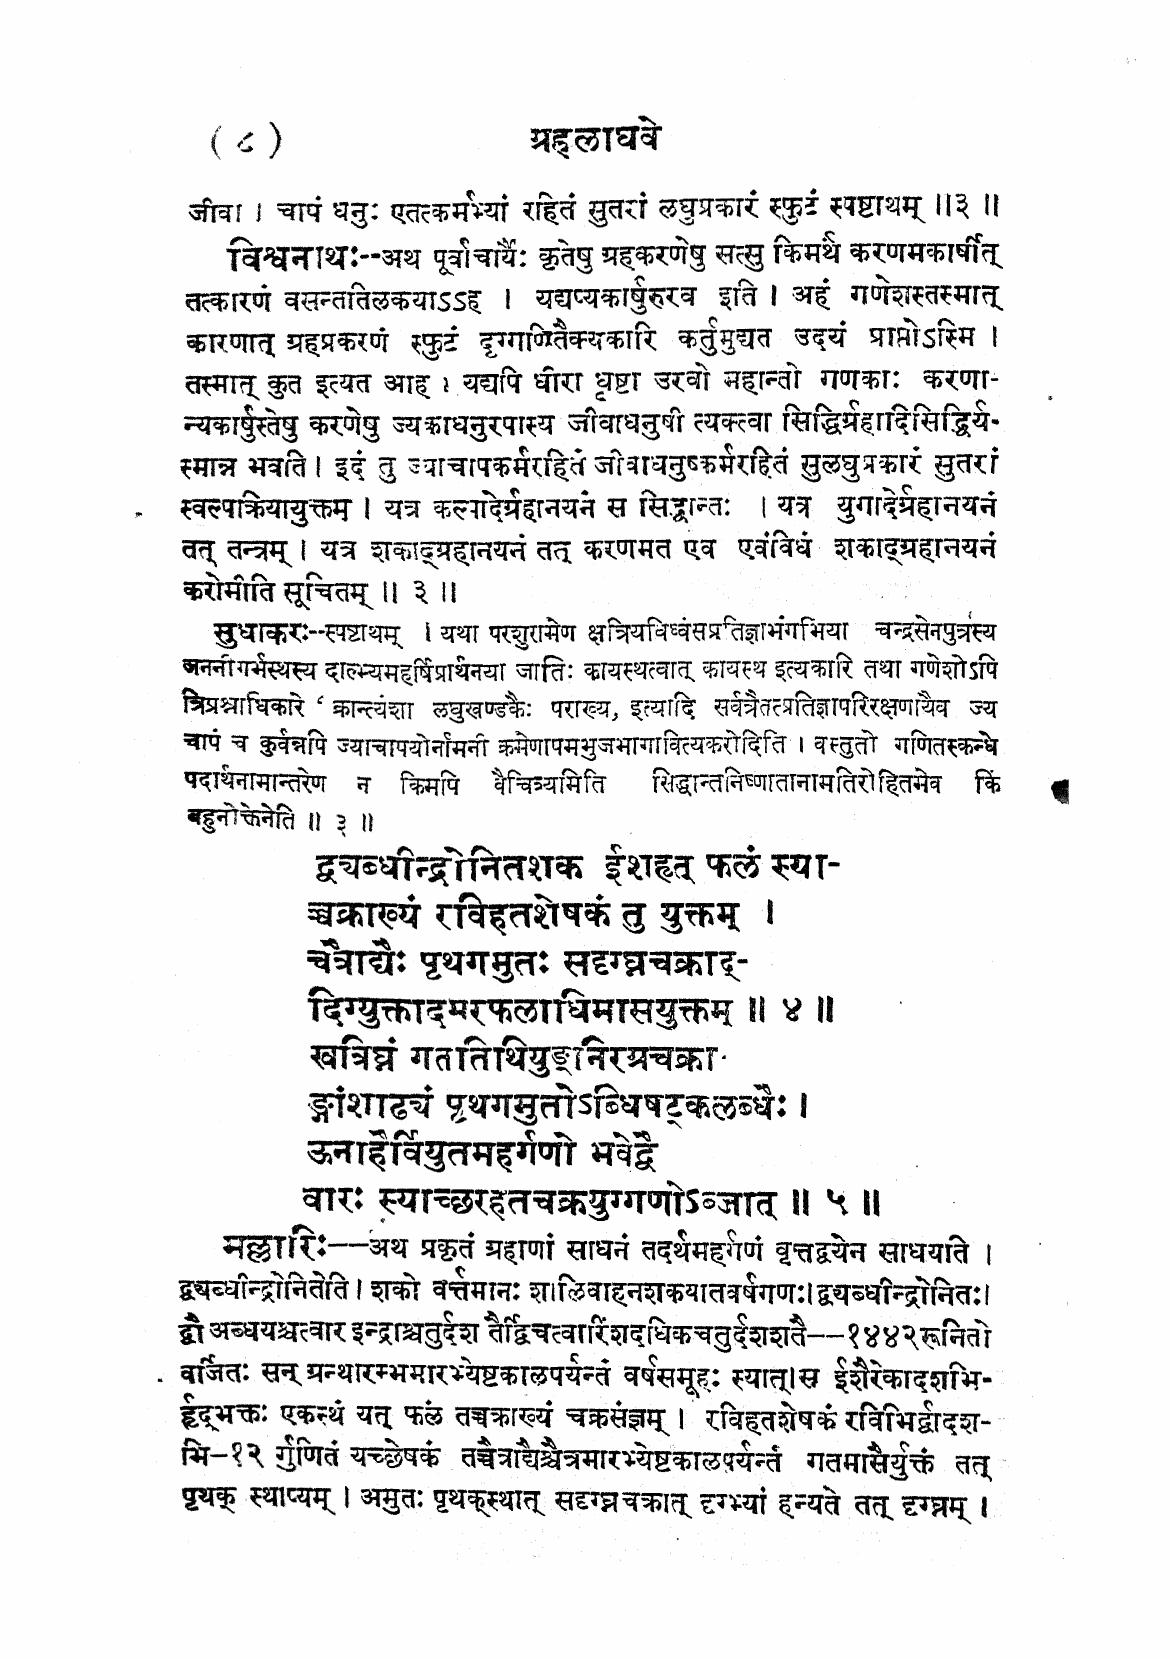 ( ८ ) ग्रहलाघवे
जीवा । चापं धनुः एतत्कर्मभ्यां रहितं सुतरां लघुप्रकारं स्फुटं स्पष्टाथम् ॥३ ॥
विश्वनाथः--अथ पूर्वाचार्यैः कृतेषु ग्रहकरणेषु सत्सु किमर्थं करणमकार्षीत्
तत्कारणं वसन्ततिलकयाऽऽह । यद्यप्यकार्षुरुरव इति । अहं गणेशस्तस्मात्
कारणात् ग्रहप्रकरणं स्फुटं दृग्गणितैक्यकारि कर्तुमुद्यत उदयं प्राप्तोऽस्मि ।
तस्मात् कुत इत्यत आह । यद्यपि धीरा धृष्टा उरवो महान्तो गणकाः करणा-
न्यकार्षुस्तेषु करणेषु ज्यकाधनुरपास्य जीवाधनुषी त्यक्त्वा सिद्धिर्ग्रहादिसिद्धिर्य-
स्मान्न भवति । इदं तु ज्याचापकर्मरहितं जीवाधनुष्कर्मरहितं सुलघुप्रकारं सुतरां
स्वल्पक्रियायुक्तम् । यत्र कल्पादेर्ग्रहानयनं स सिद्धान्तः । यत्र युगादेर्ग्रहानयनं
तत् तन्त्रम् । यत्र शकाद्ग्रहानयनं तत् करणमत एव एवंविधं शकाद्ग्रहानयनं
करोमीति सूचितम् ॥ ३ ॥
सुधाकरः--स्पष्टाथम् । यथा परशुरामेण क्षत्रियविध्वंसप्रतिज्ञाभंगभिया चन्द्रसेनपुत्रस्य
जननीगर्भस्थस्य दाल्भ्यमहर्षिप्रार्थनया जातिः कायस्थत्वात् कायस्थ इत्यकारि तथा गणेशोऽपि
त्रिप्रश्नाधिकारे ‘ क्रान्त्यंशा लघुखण्डकैः पराख्य, इत्यादि सर्वत्रैतत्प्रतिज्ञापरिरक्षणायैव ज्य
चापं च कुर्वन्नपि ज्याचापयोर्नामनी क्रमेणापमभुजभागावित्यकरोदिति । वस्तुतो गणितस्कन्धे
पदार्थनामान्तरेण न किमपि वैचित्र्यमिति सिद्धान्तनिष्णातानामतिरोहितमेव किं
बहुनोक्तेनेति ॥ ३ ॥
द्व्यब्धीन्द्रोनितशक ईशहृत् फलं स्या-
च्चक्राख्यं रविहतशेषकं तु युक्तम् ।
चैत्राद्यैः पृथगमुतः सदृग्घ्नचक्राद्-
दिग्युक्तादमरफलाधिमासयुक्तम् ॥ ४ ॥
खत्रिघ्नं गततिथियुङ्निरग्रचक्रा-
ङ्गांशाढ्यं पृथगमुतोऽब्धिषट्कलब्धैः ।
ऊनाहैर्वियुतमहर्गणो भवेद्वै
वारः स्याच्छरहतचक्रयुग्गणोऽब्जात् ॥ ५ ॥
मल्लारिः--अथ प्रकृतं ग्रहाणां साधनं तदर्थमहर्गणं वृत्तद्वयेन साधयति ।
द्व्यब्धीन्द्रोनितेति । शको वर्त्तमानः शालिवाहनशकयातवर्षगणः।द्व्यब्धीन्द्रोनितः।
द्वौ अब्धयश्चत्वार इन्द्राश्चतुर्दश तैर्द्विचत्वारिंशदधिकचतुर्दशशतै--१४४२रूनितो
वर्जितः सन् ग्रन्थारम्भमारभ्येष्टकालपर्यन्तं वर्षसमूहः स्यात्।स ईशैरेकादशभि-
र्हृद्भक्तः एकस्थं यत् फलं तच्चक्राख्यं चक्रसंज्ञम् । रविहतशेषकं रविभिर्द्वादश-
भि-१२ र्गुणितं यच्छेषकं तच्चैत्राद्यैश्चैत्रमारभ्येष्टकालपर्यन्तं गतमासैर्युक्तं तत्
पृथक् स्थाप्यम् । अमुतः पृथक्स्थात् सदृग्घ्नचक्रात् दृग्भ्यां हन्यते तत् दृग्घ्नम् ।